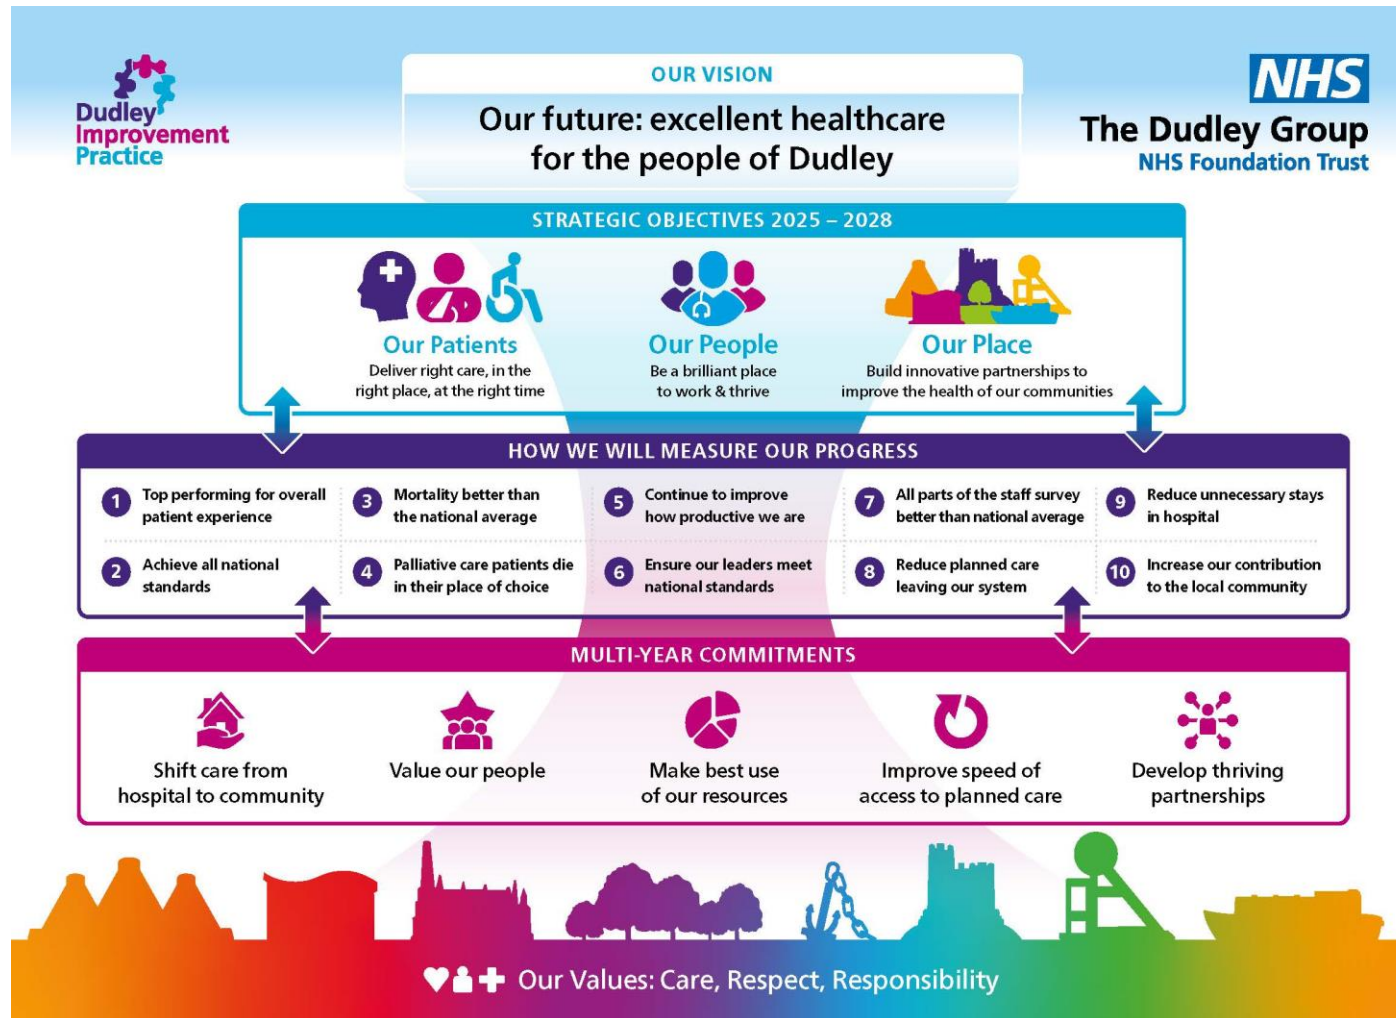 Dudley
Improvement
Practice
OUR VISION
Our future: excellent healthcare
for the people of Dudley
NHS
The Dudley Group
NHS Foundation Trust
STRATEGIC OBJECTIVES 2025 – 2028
Our Patients
Deliver right care, in the
right place, at the right time
Our People
Be a brilliant place
to work & thrive
Our Place
Build innovative partnerships to
improve the health of our communities
HOW WE WILL MEASURE OUR PROGRESS
1 Top performing for overall
patient experience
2 Achieve all national
standards
3 Mortality better than
the national average
4 Palliative care patients die
in their place of choice
5 Continue to improve
how productive we are
6 Ensure our leaders meet
national standards
7 All parts of the staff survey
better than national average
8 Reduce planned care
leaving our system
9 Reduce unnecessary stays
in hospital
10 Increase our contribution
to the local community
MULTI-YEAR COMMITMENTS
Shift care from
hospital to community
Value our people
Make best use
of our resources
Improve speed of
access to planned care
Develop thriving
partnerships
Our Values: Care, Respect, Responsibility